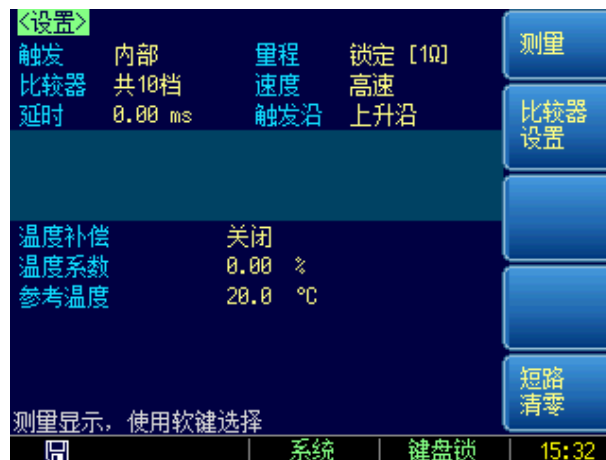 <设置>
触发 内部 量程 锁定 [1Ω]
比较器 共10档 速度 高速
延时 0.00 ms 触发沿 上升沿
温度补偿 关闭
温度系数 0.00 %
参考温度 20.0 °C
测量显示，使用软键选择
测量
比较器
设置
短路
清零
系统 键盘锁 15:32